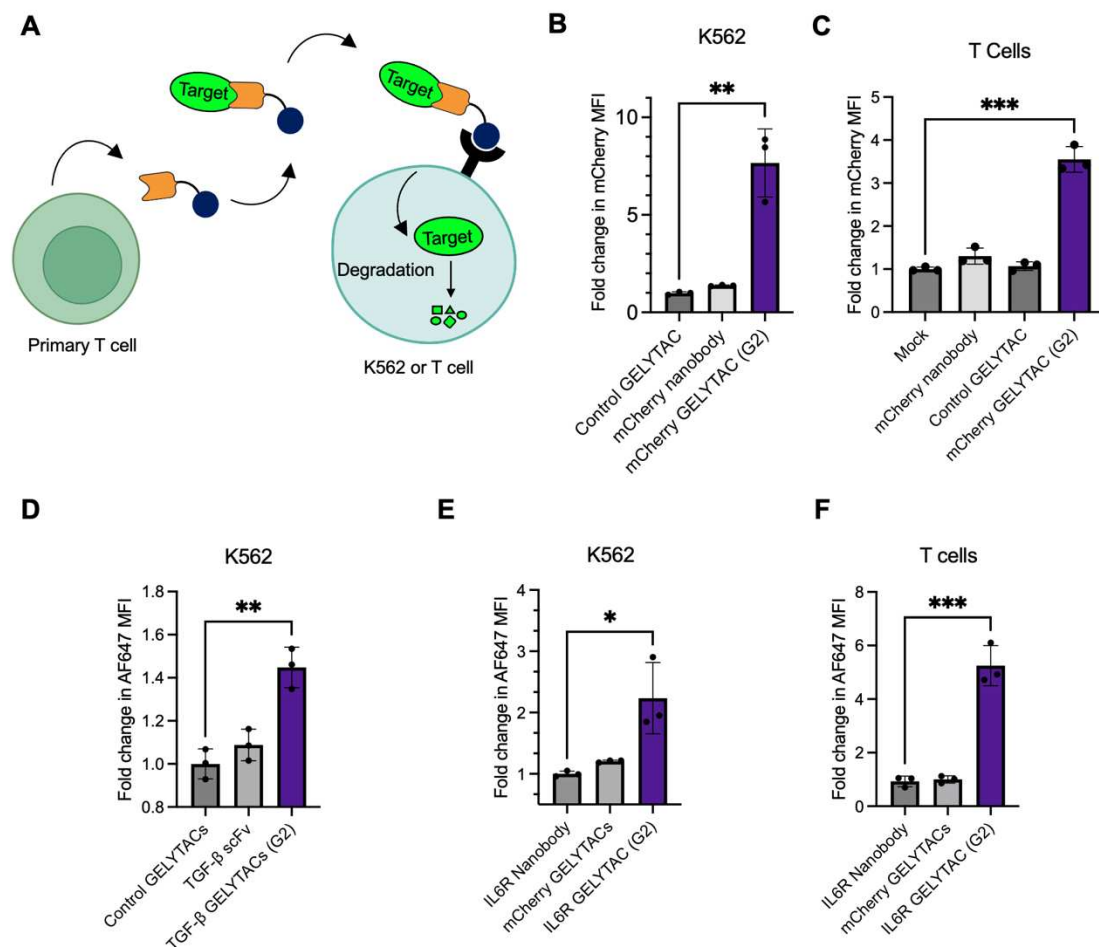 A
Target
Target
Target
Degradation
Primary T cell
K562 or T cell
B
K562
**
Fold change in mCherry MFI
10
8
6
4
2
0
Control GELYTAC
mCherry nanobody
mCherry GELYTAC (G2)
C
T Cells
***
Fold change in mCherry MFI
5
4
3
2
1
0
Mock
mCherry nanobody
Control GELYTAC
mCherry GELYTAC (G2)
D
K562
**
Fold change in AF647 MFI
1.8
1.6
1.4
1.2
1.0
0.8
Control GELYTACs
TGF-β scFv
TGF-β GELYTACs (G2)
E
K562
*
Fold change in AF647 MFI
4
3
2
1
IL6R Nanobody
mCherry GELYTACs
IL6R GELYTAC (G2)
F
T cells
***
Fold change in AF647 MFI
8
6
4
2
0
IL6R Nanobody
mCherry GELYTACs
IL6R GELYTAC (G2)